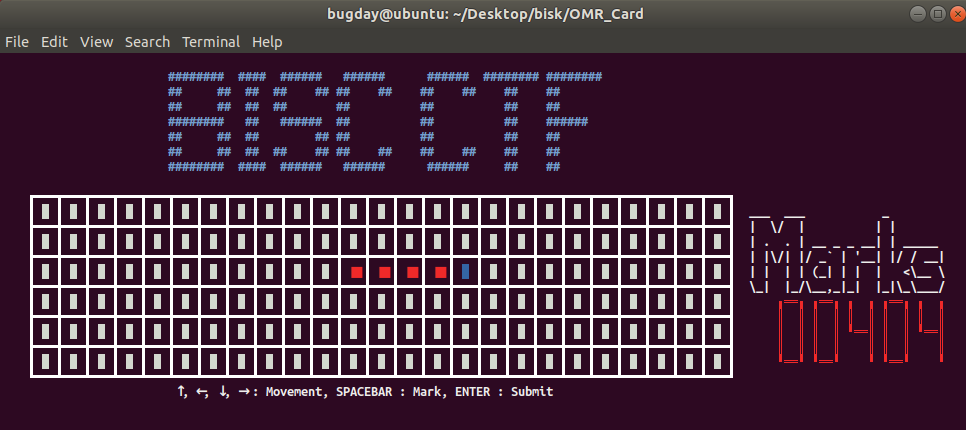 bugday@ubuntu: ~/Desktop/bisk/OMR_Card
File Edit View Search Terminal Help
BISC CTF
Marks
00404
↑, ←, ↓, → : Movement, SPACEBAR : Mark, ENTER : Submit